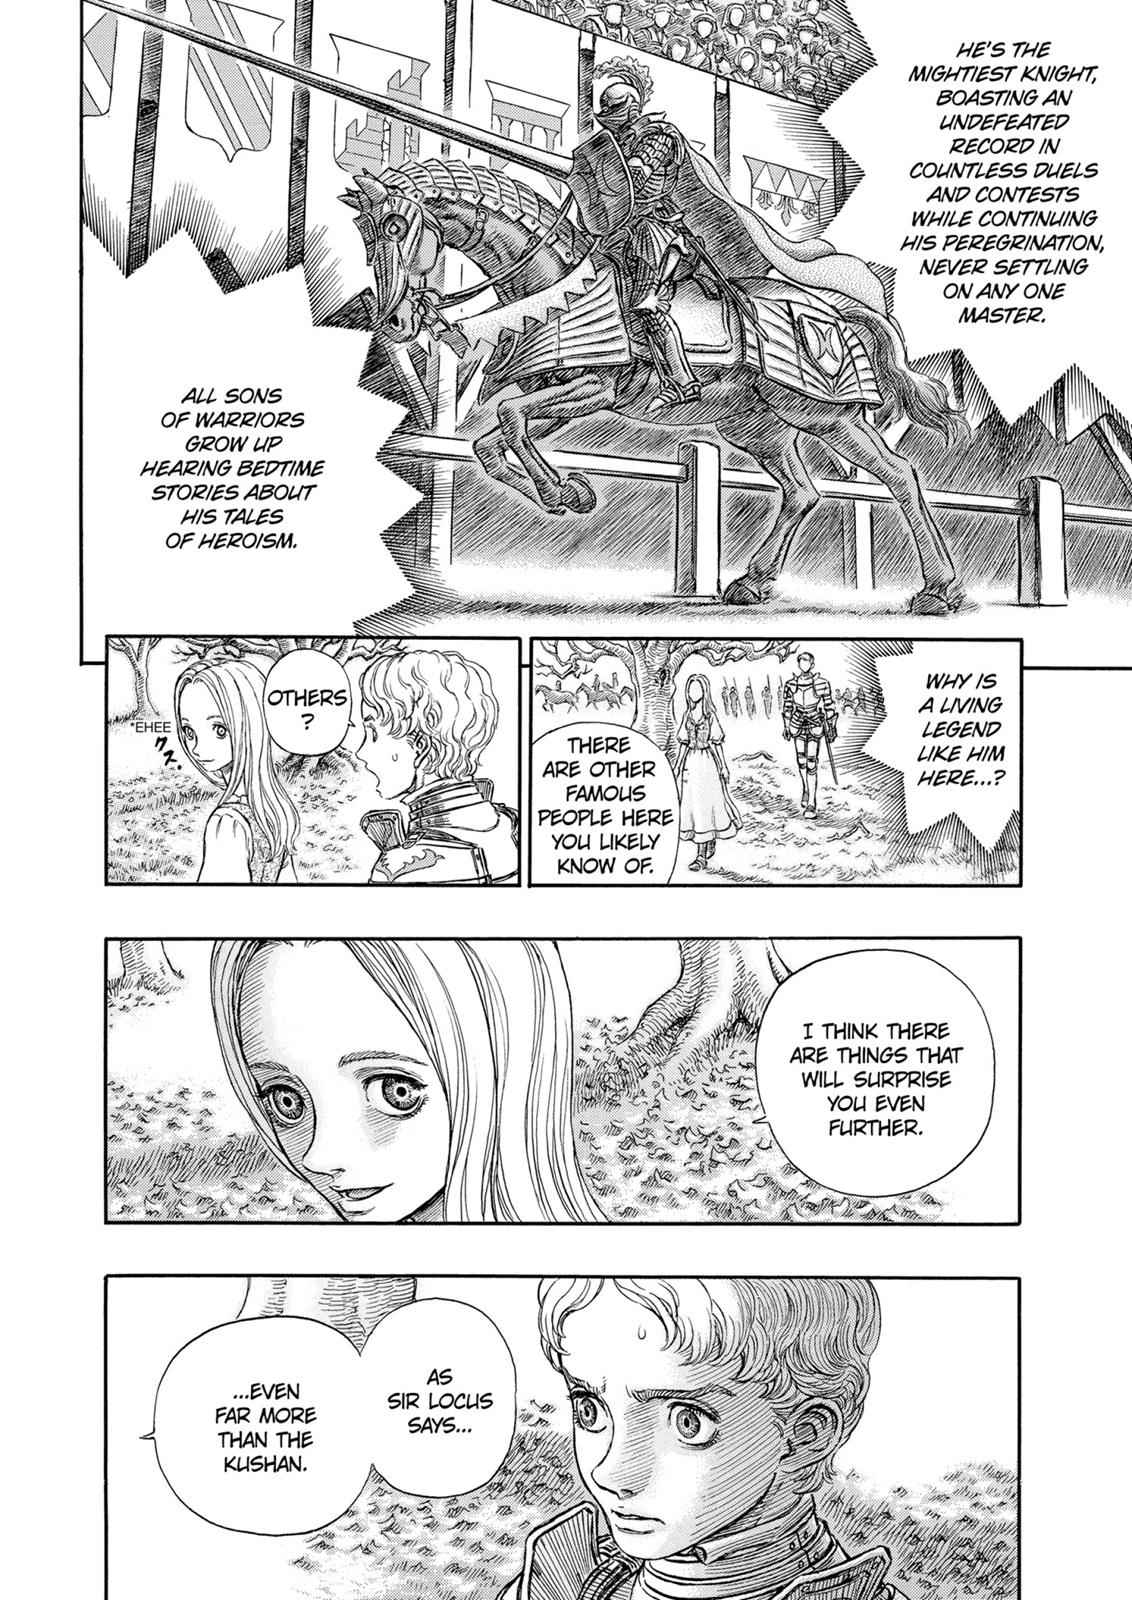 HE'S THE
MIGHTIEST KNIGHT,
BOASTING AN
UNDEFEATED
RECORD IN
COUNTLESS DUELS
AND CONTESTS
WHILE CONTINUING
HIS PEREGRINATION,
NEVER SETTLING
ON ANY ONE
MASTER.
ALL SONS
OF WARRIORS
GROW UP
HEARING BEDTIME
STORIES ABOUT
HIS TALES
OF HEROISM.
WHY IS
A LIVING
LEGEND
LIKE HIM
HERE...?
THERE
ARE OTHER
FAMOUS
PEOPLE HERE
YOU LIKELY
KNOW OF.
OTHERS
?
*EHEE
クス
I THINK THERE
ARE THINGS THAT
WILL SURPRISE
YOU EVEN
FURTHER.
AS
SIR LOCUS
SAYS...
...EVEN
FAR MORE
THAN THE
KUSHAN.